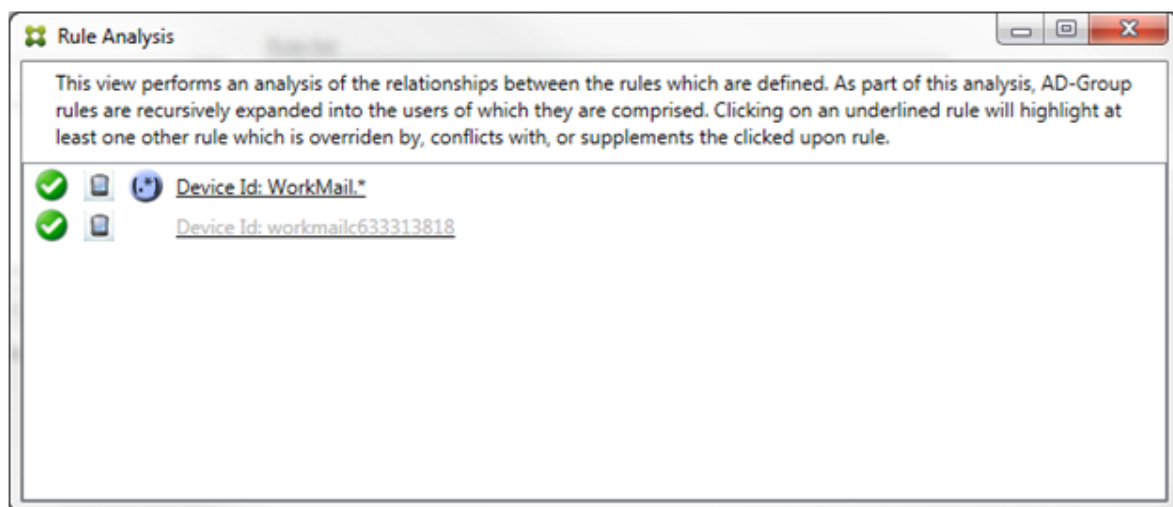 Rule Analysis
This view performs an analysis of the relationships between the rules which are defined. As part of this analysis, AD-Group
rules are recursively expanded into the users of which they are comprised. Clicking on an underlined rule will highlight at
least one other rule which is overriden by, conflicts with, or supplements the clicked upon rule.
(.*) Device Id: WorkMail.*
Device Id: workmailc633313818